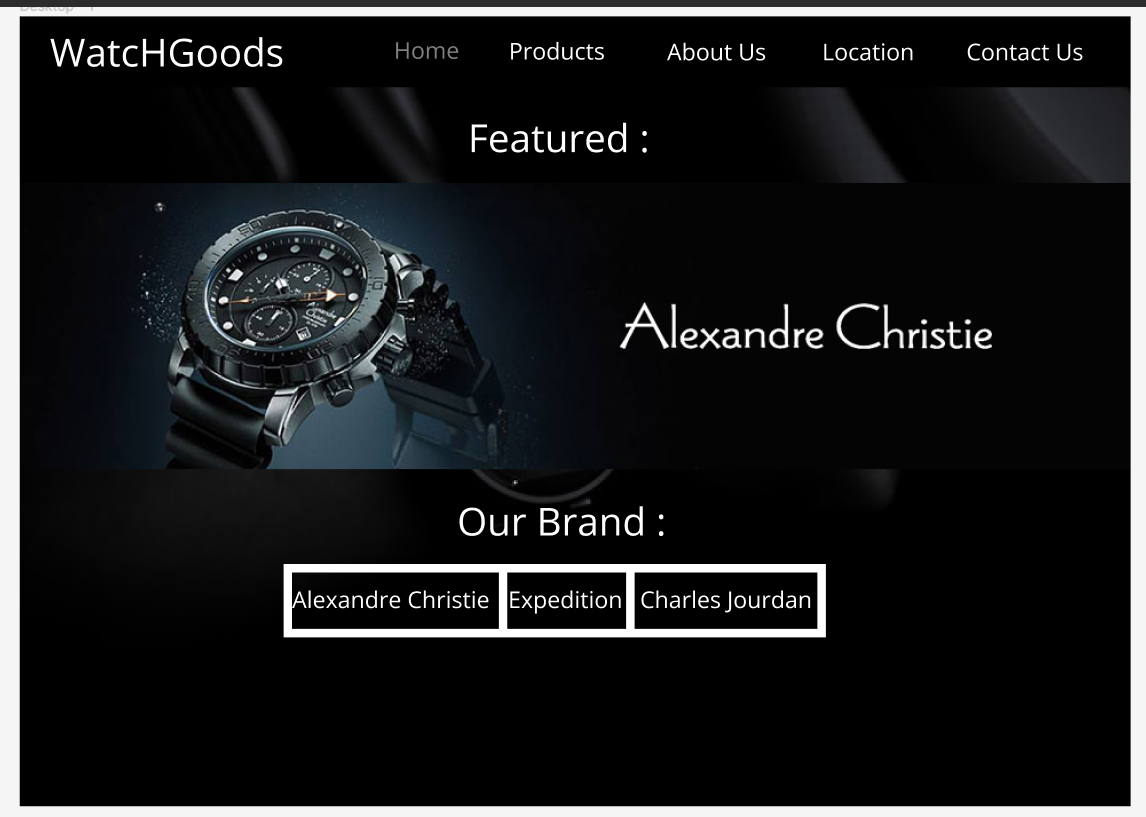 WatcHGoods
Home Products About Us Location Contact Us
Featured :
Alexandre Christie
Our Brand :
Alexandre Christie Expedition Charles Jourdan